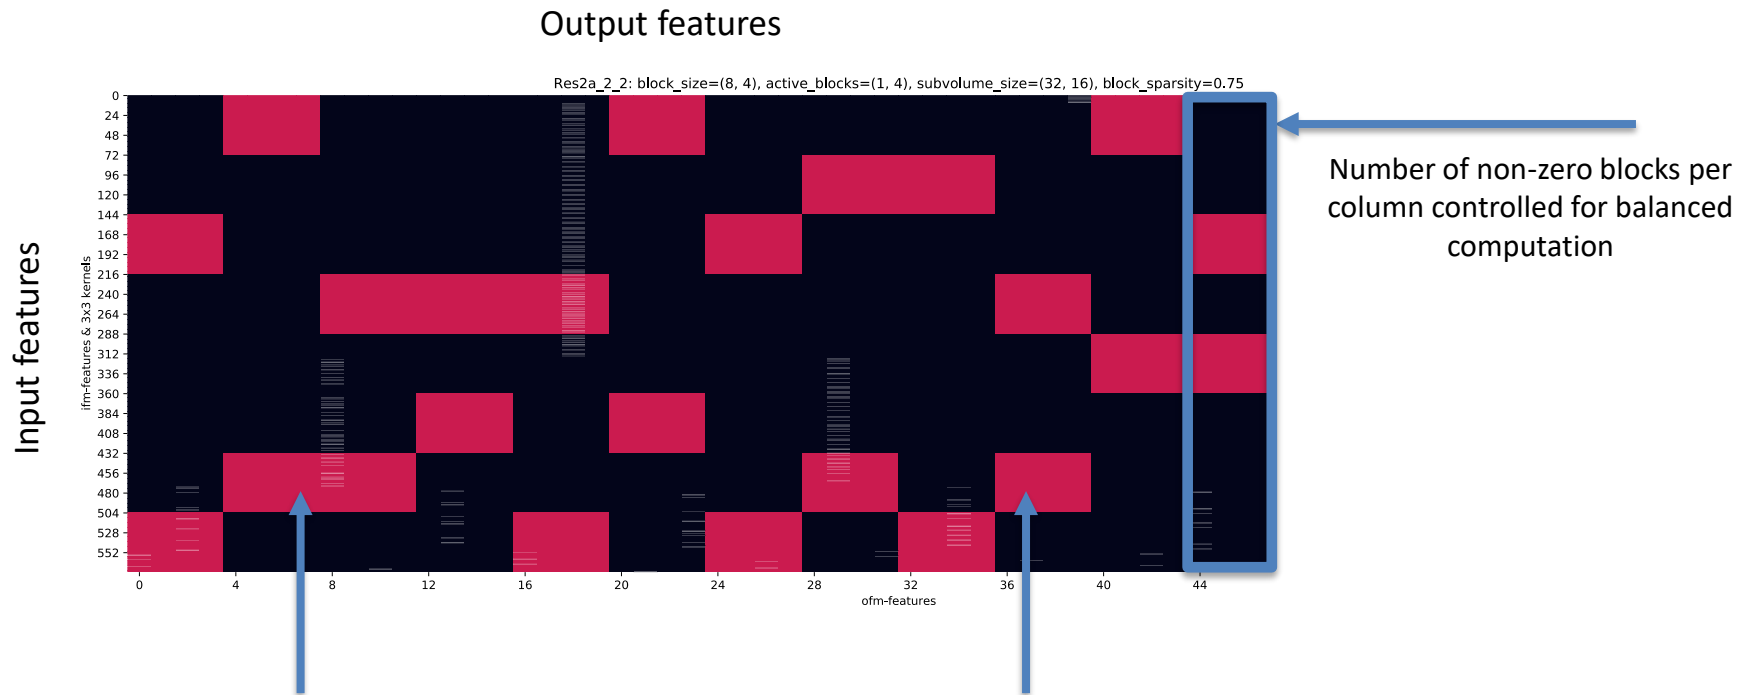 Output features
Res2a_2_2: block_size=(8, 4), active_blocks=(1, 4), subvolume_size=(32, 16), block_sparsity=0.75
Number of non-zero blocks per
column controlled for balanced
computation
Input features
ifm-features & 3x3 kernels
0
24
48
72
96
120
144
168
192
216
240
264
288
312
336
360
384
408
432
456
480
504
528
552
0 4 8 12 16 20 24 28 32 36 40 44
ofm-features